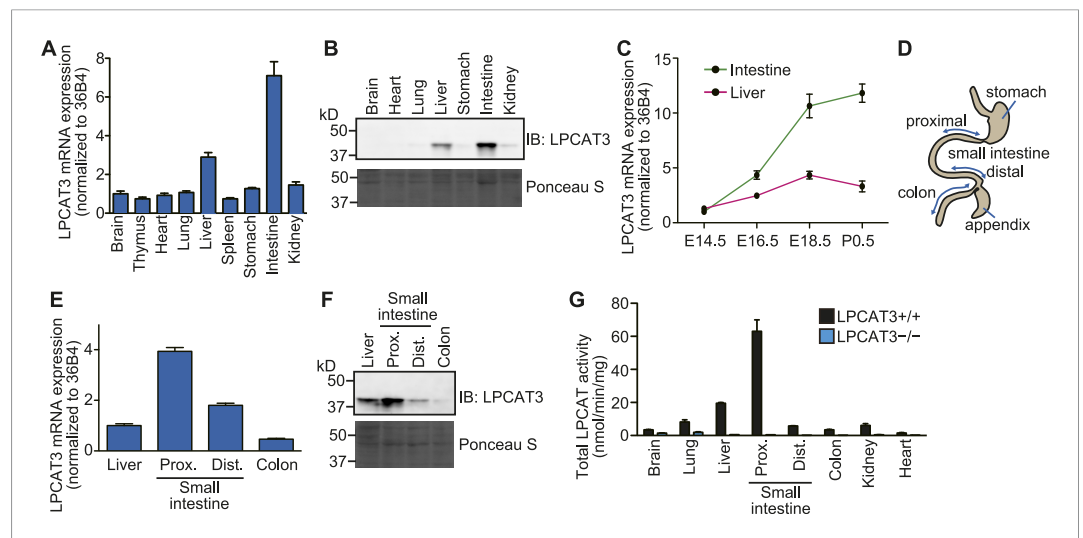 A
LPCAT3 mRNA expression
(normalized to 36B4)
8
6
4
2
0
Brain
Thymus
Heart
Lung
Liver
Spleen
Stomach
Intestine
Kidney
B
Brain
Heart
Lung
Liver
Stomach
Intestine
Kidney
kD
50
37
IB: LPCAT3
50
37
Ponceau S
C
LPCAT3 mRNA expression
(normalized to 36B4)
15
10
5
0
Intestine
Liver
E14.5 E16.5 E18.5 P0.5
D
stomach
proximal
small intestine
distal
colon
appendix
E
LPCAT3 mRNA expression
(normalized to 36B4)
4
2
0
Liver Prox. Dist. Colon
Small
intestine
F
Small
intestine
Liver
Prox.
Dist.
Colon
kD
50
37
IB: LPCAT3
50
37
Ponceau S
G
Total LPCAT activity
(nmol/min/mg)
80
60
40
20
0
LPCAT3+/+
LPCAT3−/−
Brain
Lung
Liver
Prox.
Dist.
Colon
Kidney
Heart
Small
intestine